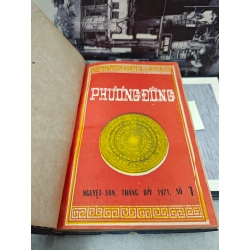 PHƯƠNG ĐÔNG
NGUYỆT-SAN, THÁNG BẢY 1971, SỐ 1